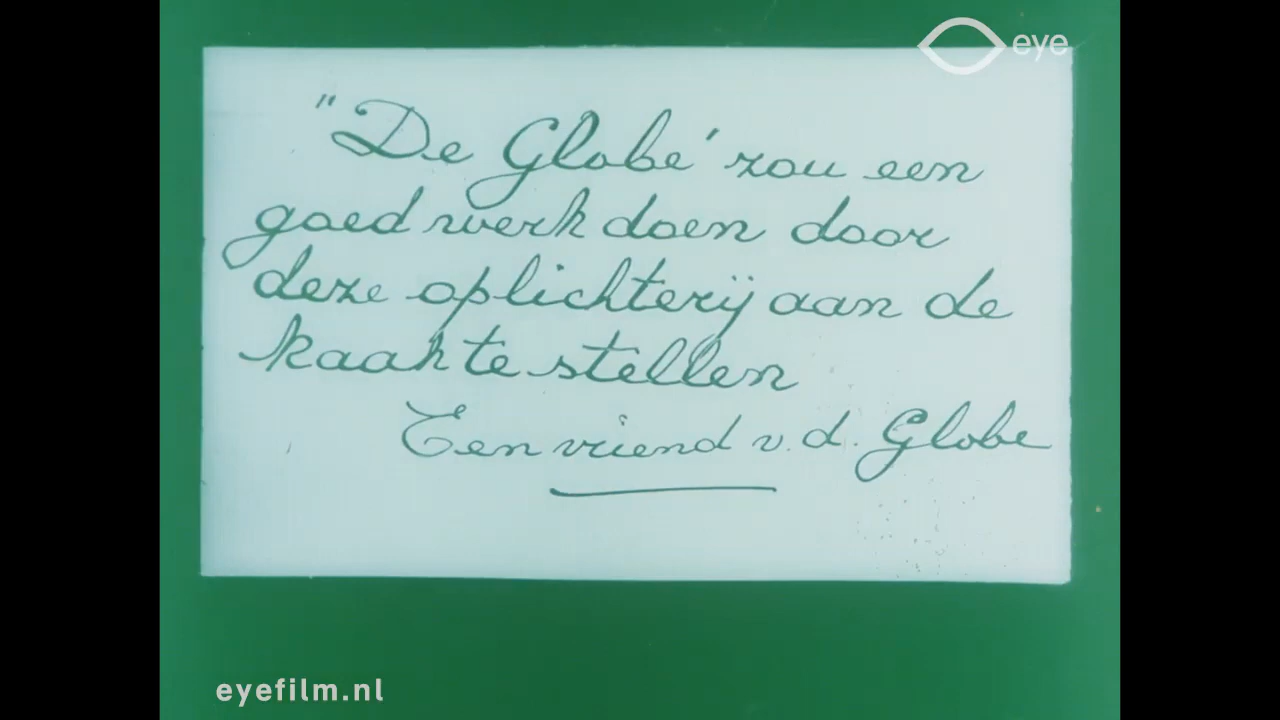 eye
"De Globe' zou een
goed werk doen door
deze oplichterij aan de
kaak te stellen
Een vriend v. d. Globe
eyefilm.nl